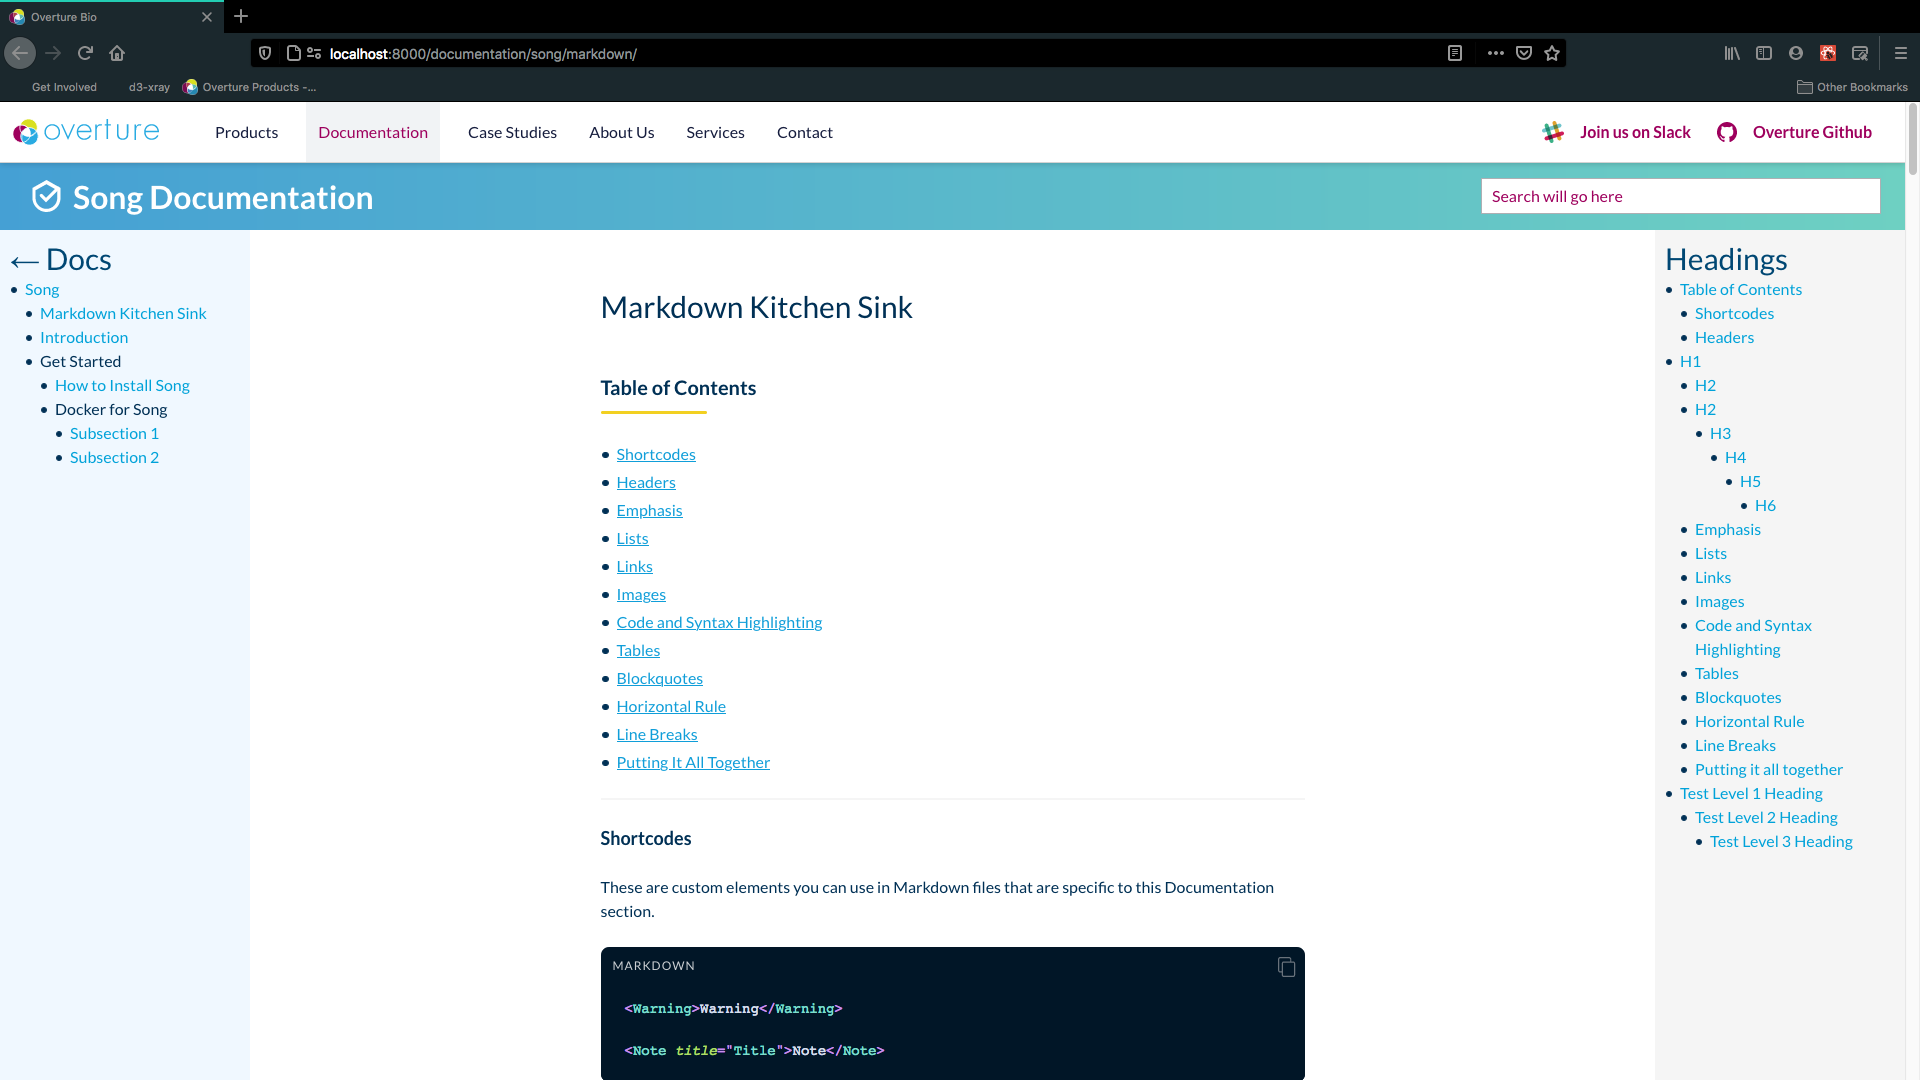 Overture Bio
localhost:8000/documentation/song/markdown/
Get Involved
d3-xray
Overture Products -...
Other Bookmarks
overture
Products
Documentation
Case Studies
About Us
Services
Contact
Join us on Slack
Overture Github
Song Documentation
Search will go here
Docs
Song
Markdown Kitchen Sink
Introduction
Get Started
How to Install Song
Docker for Song
Subsection 1
Subsection 2
Markdown Kitchen Sink
Table of Contents
Shortcodes
Headers
Emphasis
Lists
Links
Images
Code and Syntax Highlighting
Tables
Blockquotes
Horizontal Rule
Line Breaks
Putting It All Together
Shortcodes
These are custom elements you can use in Markdown files that are specific to this Documentation
section.
MARKDOWN
<Warning>Warning</Warning>
<Note title="Title">Note</Note>
Headings
Table of Contents
Shortcodes
Headers
H1
H2
H2
H3
H4
H5
H6
Emphasis
Lists
Links
Images
Code and Syntax
Highlighting
Tables
Blockquotes
Horizontal Rule
Line Breaks
Putting it all together
Test Level 1 Heading
Test Level 2 Heading
Test Level 3 Heading